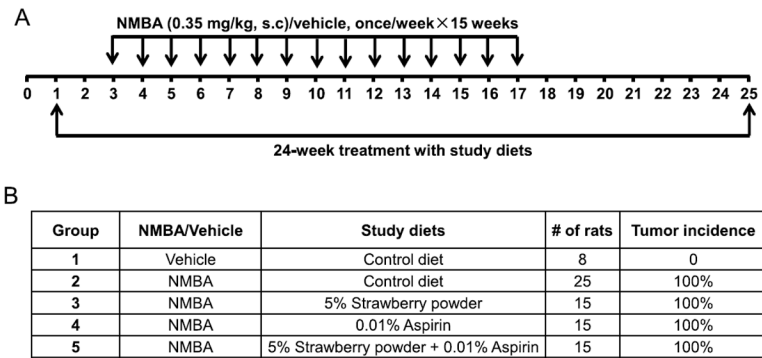 A
NMBA (0.35 mg/kg, s.c)/vehicle, once/week×15 weeks
0 1 2 3 4 5 6 7 8 9 10 11 12 13 14 15 16 17 18 19 20 21 22 23 24 25
24-week treatment with study diets
B
Group NMBA/Vehicle Study diets # of rats Tumor incidence
1 Vehicle Control diet 8 0
2 NMBA Control diet 25 100%
3 NMBA 5% Strawberry powder 15 100%
4 NMBA 0.01% Aspirin 15 100%
5 NMBA 5% Strawberry powder + 0.01% Aspirin 15 100%